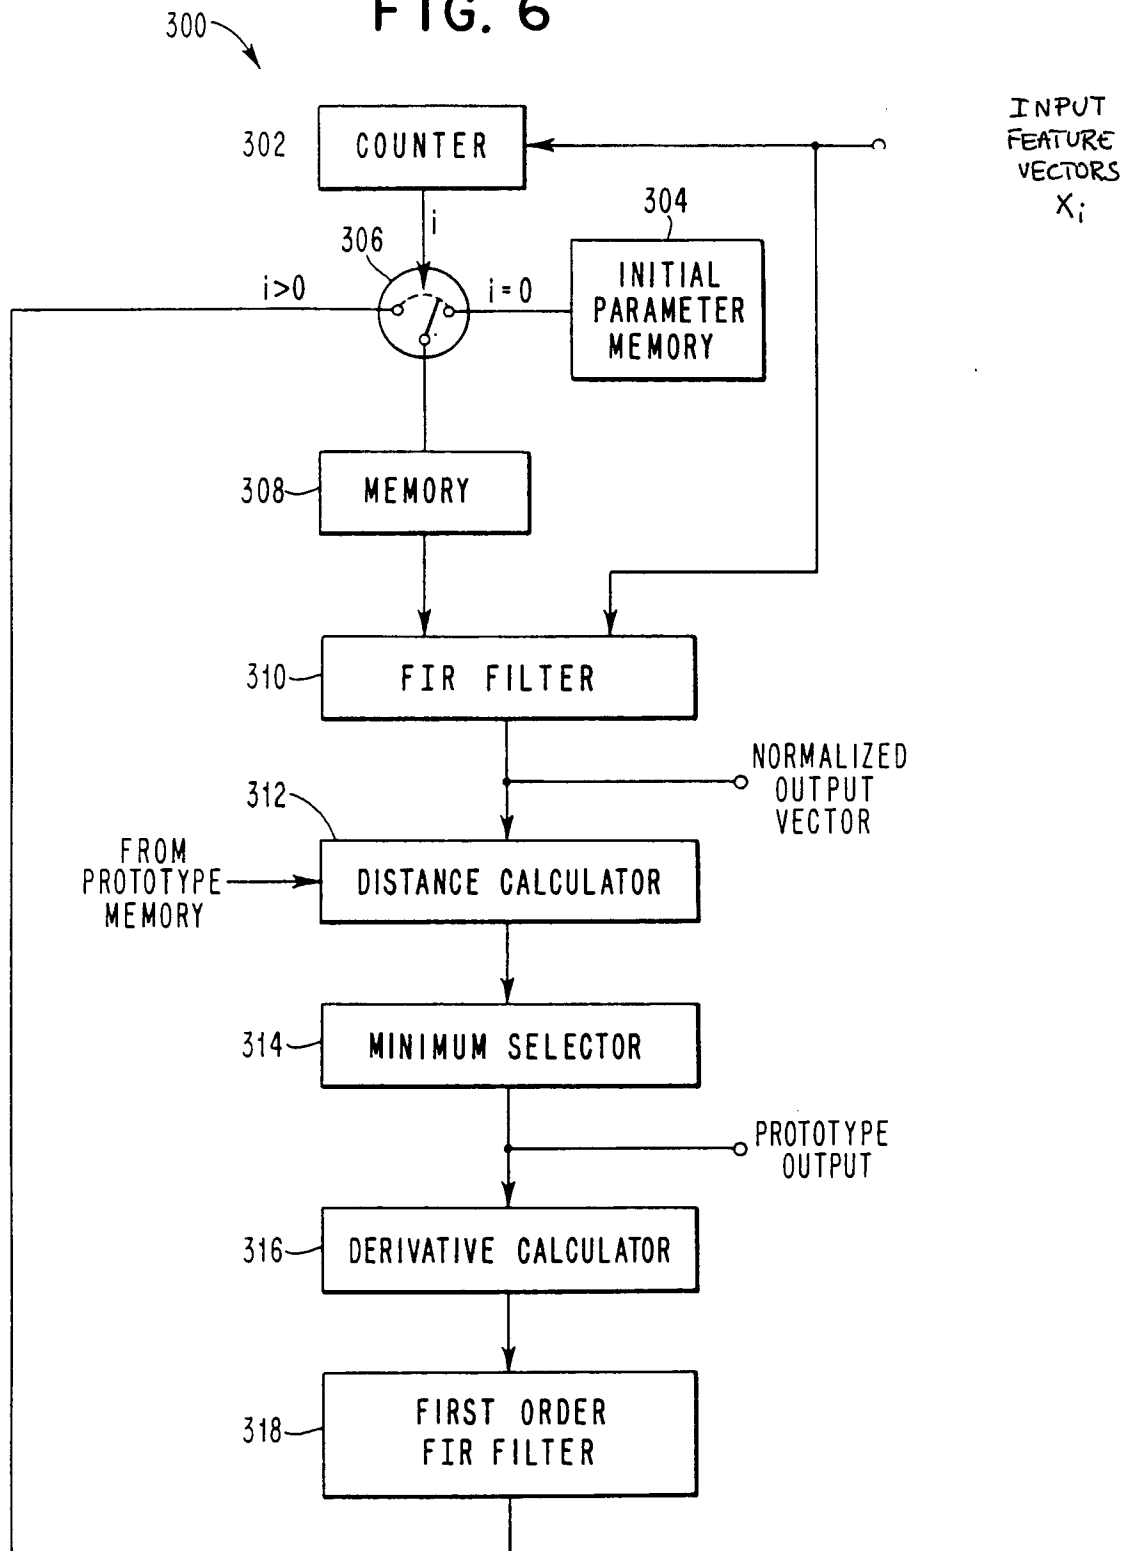 FIG. 6
300
302
COUNTER
INPUT
FEATURE
VECTORS
Xi
i
304
306
i>0
i=0
INITIAL
PARAMETER
MEMORY
308
MEMORY
310
FIR FILTER
NORMALIZED
OUTPUT
VECTOR
312
FROM
PROTOTYPE
MEMORY
DISTANCE CALCULATOR
314
MINIMUM SELECTOR
PROTOTYPE
OUTPUT
316
DERIVATIVE CALCULATOR
318
FIRST ORDER
FIR FILTER